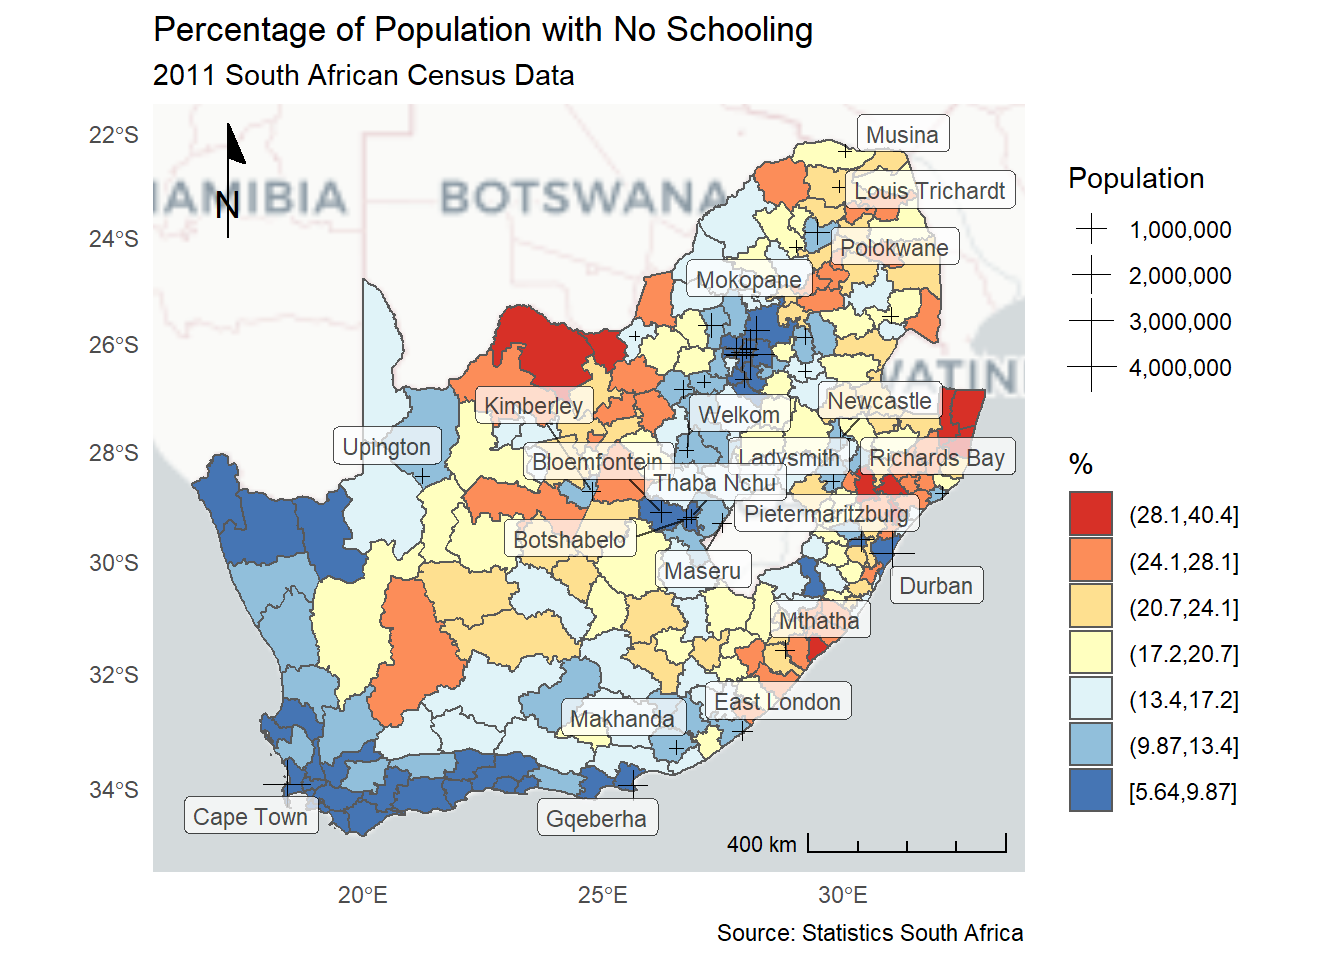 Percentage of Population with No Schooling
2011 South African Census Data
22°S
24°S
26°S
28°S
30°S
32°S
34°S
20°E
25°E
30°E
N
AMIBIA
BOTSWANA
WATINI
Musina
Louis Trichardt
Polokwane
Mokopane
Kimberley
Welkom
Newcastle
Upington
Bloemfontein
Ladysmith
Richards Bay
Thaba Nchu
Pietermaritzburg
Botshabelo
Maseru
Durban
Mthatha
East London
Makhanda
Cape Town
Gqeberha
400 km
Population
1,000,000
2,000,000
3,000,000
4,000,000
%
(28.1,40.4]
(24.1,28.1]
(20.7,24.1]
(17.2,20.7]
(13.4,17.2]
(9.87,13.4]
[5.64,9.87]
Source: Statistics South Africa